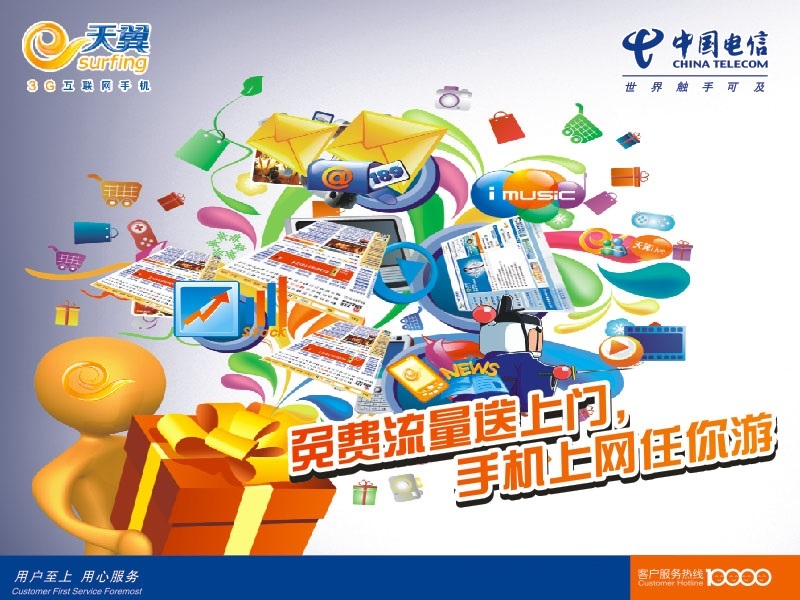 天翼
surfing
3G互联网手机
中国电信
CHINA TELECOM
世界触手可及
@
189
i music
stock
NEWS
免费流量送上门，
手机上网任你游
用户至上 用心服务
Customer First Service Foremost
客户服务热线
Customer Hotline
10000